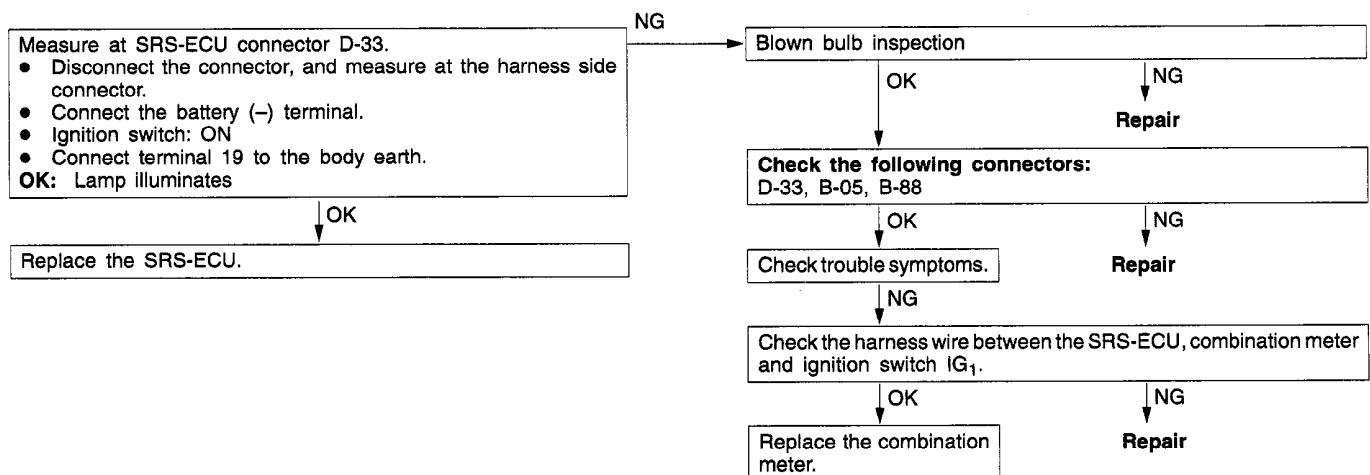 NG
Measure at SRS-ECU connector D-33.
● Disconnect the connector, and measure at the harness side
connector.
● Connect the battery (–) terminal.
● Ignition switch: ON
● Connect terminal 19 to the body earth.
OK: Lamp illuminates
OK
Replace the SRS-ECU.
Blown bulb inspection
OK
NG
Repair
Check the following connectors:
D-33, B-05, B-88
OK
NG
Check trouble symptoms.
Repair
NG
Check the harness wire between the SRS-ECU, combination meter
and ignition switch IG₁.
OK
NG
Replace the combination
meter.
Repair